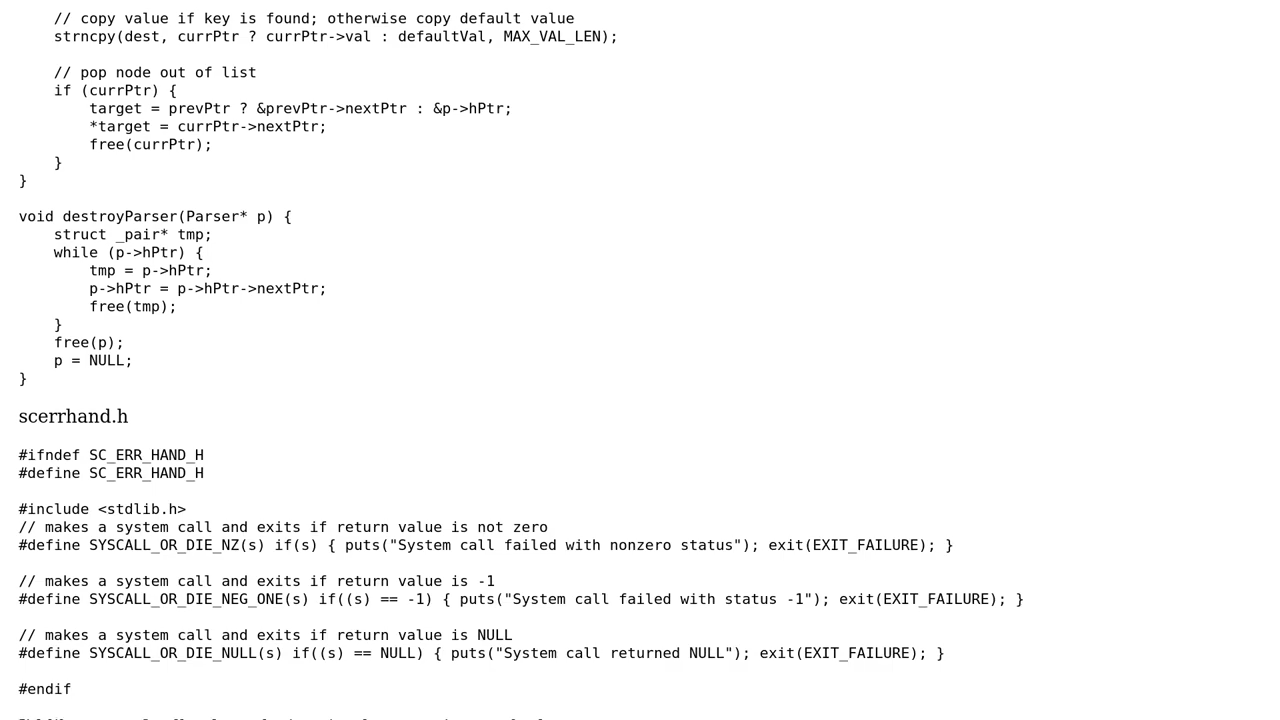 // copy value if key is found; otherwise copy default value
    strncpy(dest, currPtr ? currPtr->val : defaultVal, MAX_VAL_LEN);

    // pop node out of list
    if (currPtr) {
        target = prevPtr ? &prevPtr->nextPtr : &p->hPtr;
        *target = currPtr->nextPtr;
        free(currPtr);
    }
}

void destroyParser(Parser* p) {
    struct _pair* tmp;
    while (p->hPtr) {
        tmp = p->hPtr;
        p->hPtr = p->hPtr->nextPtr;
        free(tmp);
    }
    free(p);
    p = NULL;
}

scerrhand.h

#ifndef SC_ERR_HAND_H
#define SC_ERR_HAND_H

#include <stdlib.h>
// makes a system call and exits if return value is not zero
#define SYSCALL_OR_DIE_NZ(s) if(s) { puts("System call failed with nonzero status"); exit(EXIT_FAILURE); }

// makes a system call and exits if return value is -1
#define SYSCALL_OR_DIE_NEG_ONE(s) if((s) == -1) { puts("System call failed with status -1"); exit(EXIT_FAILURE); }

// makes a system call and exits if return value is NULL
#define SYSCALL_OR_DIE_NULL(s) if((s) == NULL) { puts("System call returned NULL"); exit(EXIT_FAILURE); }

#endif